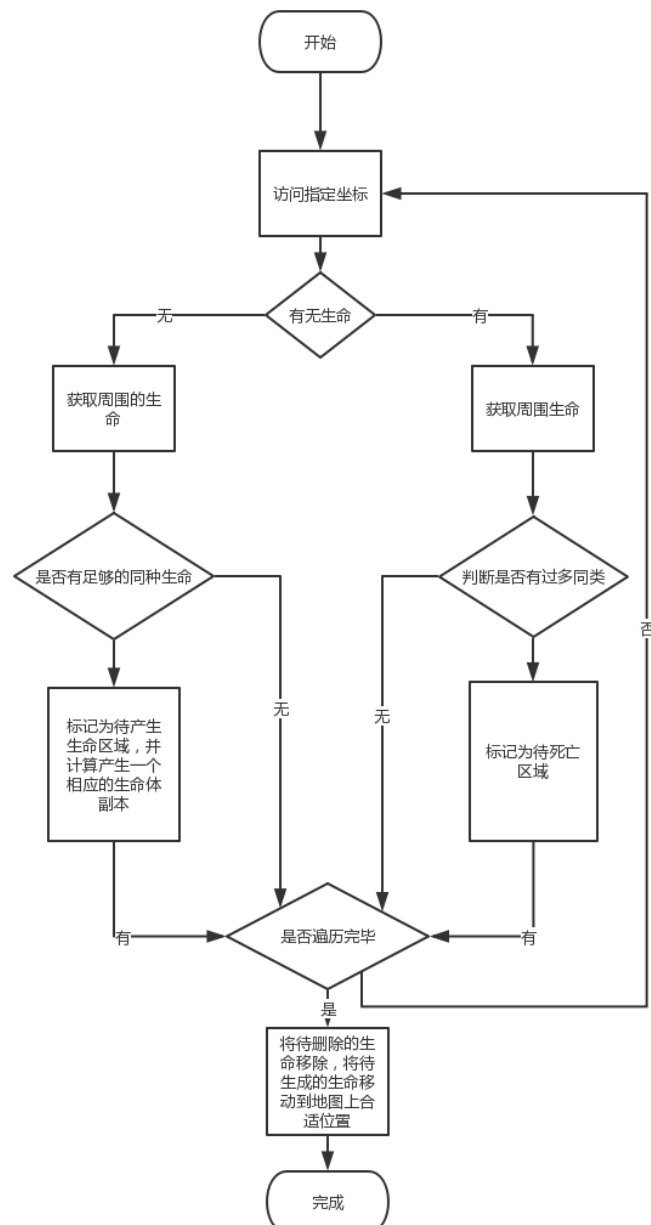 开始
访问指定坐标
有无生命
无
有
获取周围的生
命
获取周围生命
是否有足够的同种生命
判断是否有过多同类
否
无
无
标记为待产生
生命区域，并
计算产生一个
相应的生命体
副本
标记为待死亡
区域
有
有
是否遍历完毕
是
将待删除的生
命移除，将待
生成的生命移
动到地图上合
适位置
完成